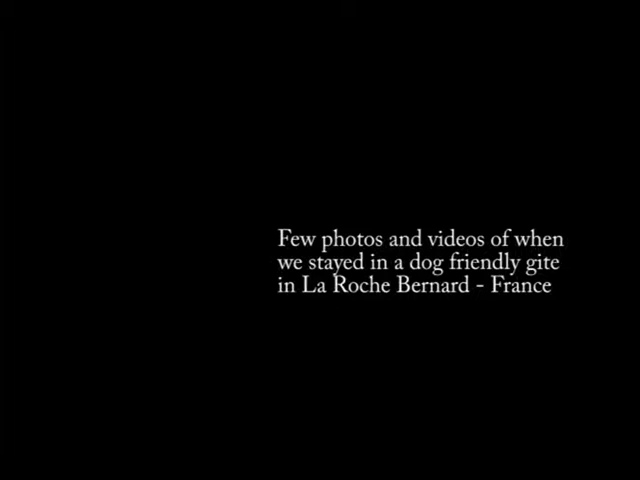 Few photos and videos of when
we stayed in a dog friendly gite
in La Roche Bernard - France